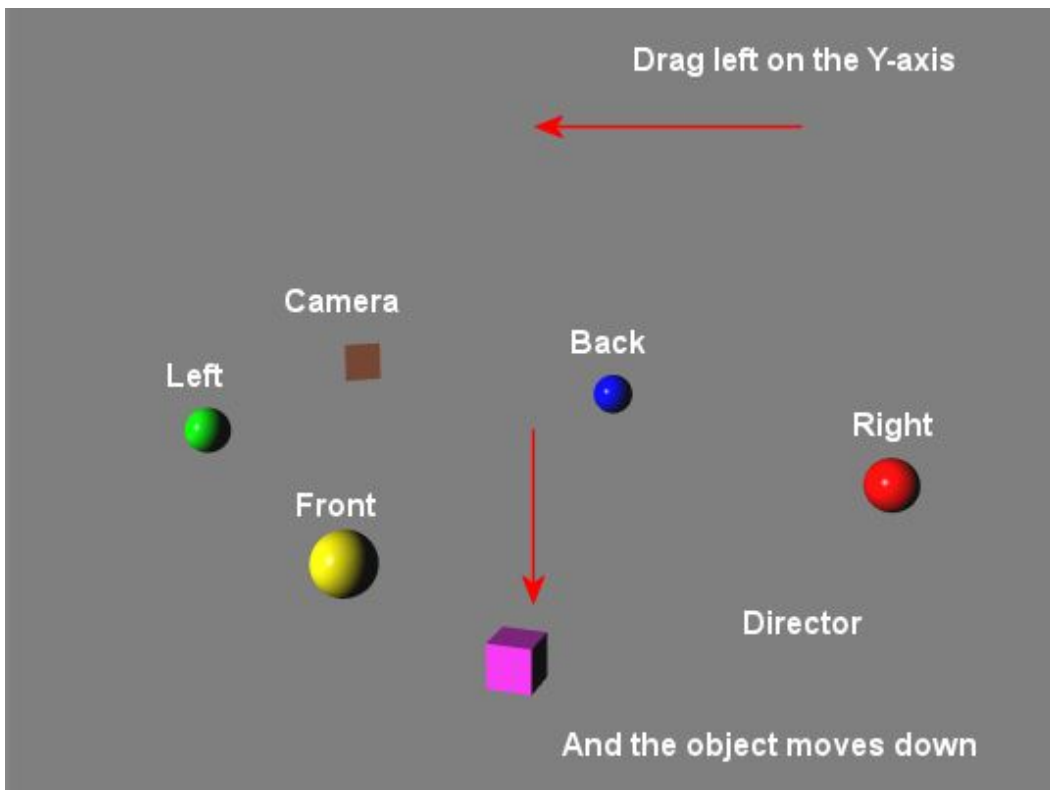 Drag left on the Y-axis
Camera
Back
Left
Right
Front
Director
And the object moves down